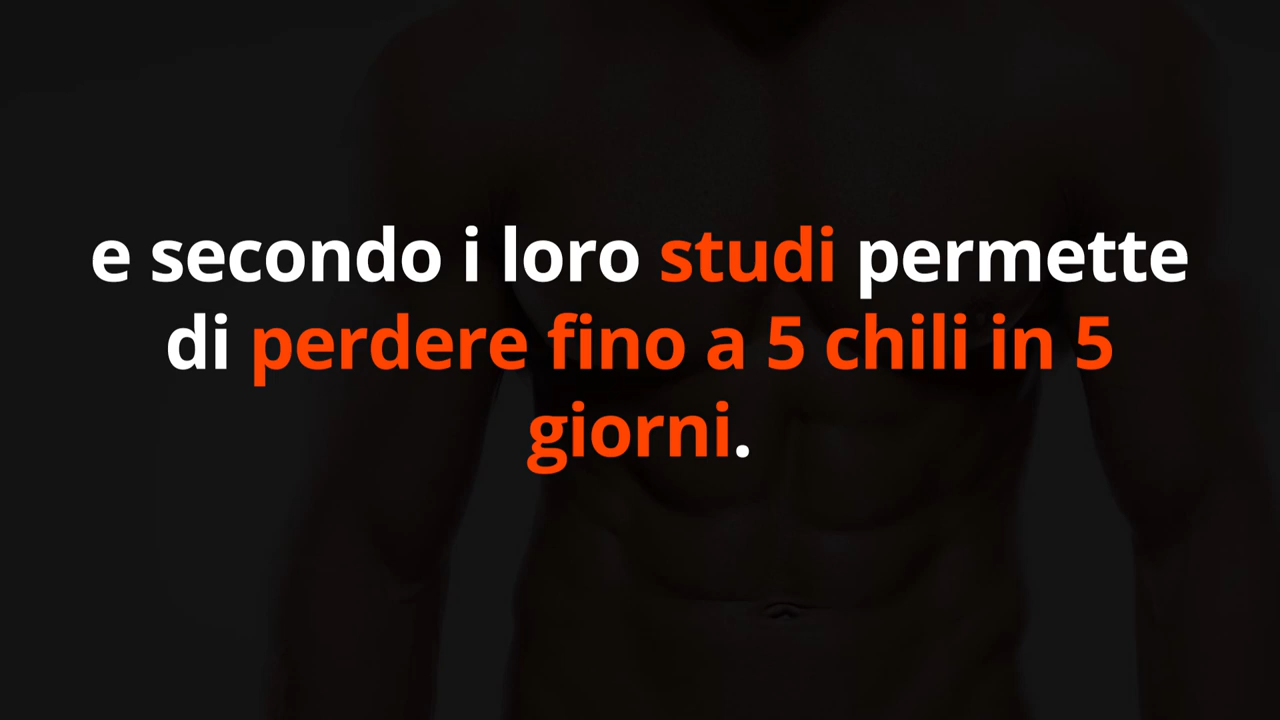 e secondo i loro studi permette
di perdere fino a 5 chili in 5
giorni.